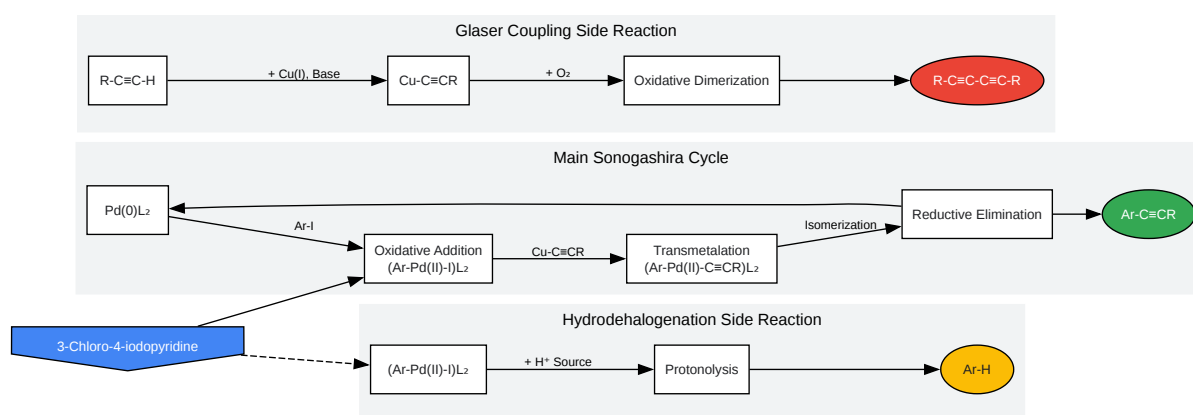 Glaser Coupling Side Reaction
R-C≡C-H
+ Cu(I), Base
Cu-C≡CR
+ O₂
Oxidative Dimerization
R-C≡C-C≡C-R
Main Sonogashira Cycle
Pd(0)L₂
Ar-I
Oxidative Addition
(Ar-Pd(II)-I)L₂
Cu-C≡CR
Transmetalation
(Ar-Pd(II)-C≡CR)L₂
Isomerization
Reductive Elimination
Ar-C≡CR
3-Chloro-4-iodopyridine
Hydrodehalogenation Side Reaction
(Ar-Pd(II)-I)L₂
+ H⁺ Source
Protonolysis
Ar-H